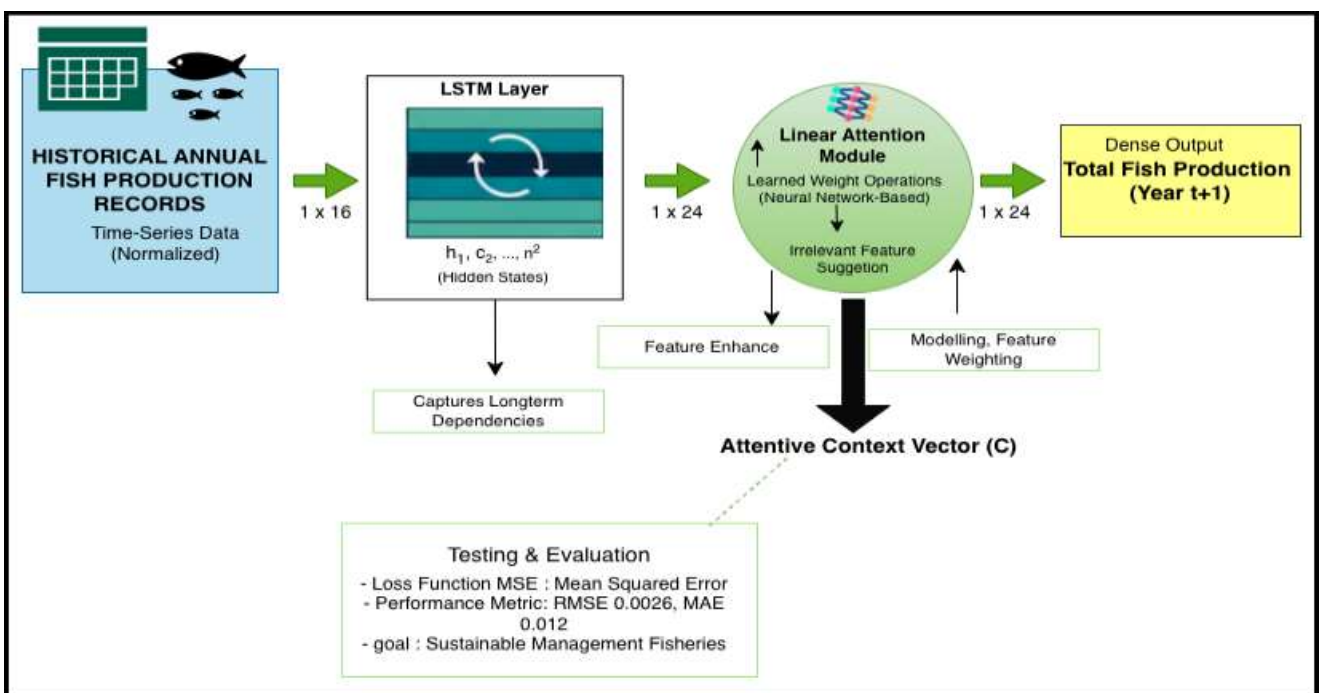 HISTORICAL ANNUAL
FISH PRODUCTION
RECORDS
Time-Series Data
(Normalized)
1 x 16
LSTM Layer
h₁, c₂, ..., n²
(Hidden States)
Captures Longterm
Dependencies
1 x 24
Linear Attention
Module
Learned Weight Operations
(Neural Network-Based)
Irrelevant Feature
Suggetion
Feature Enhance
Modelling, Feature
Weighting
1 x 24
Dense Output
Total Fish Production
(Year t+1)
Attentive Context Vector (C)
Testing & Evaluation
- Loss Function MSE : Mean Squared Error
- Performance Metric: RMSE 0.0026, MAE
0.012
- goal : Sustainable Management Fisheries